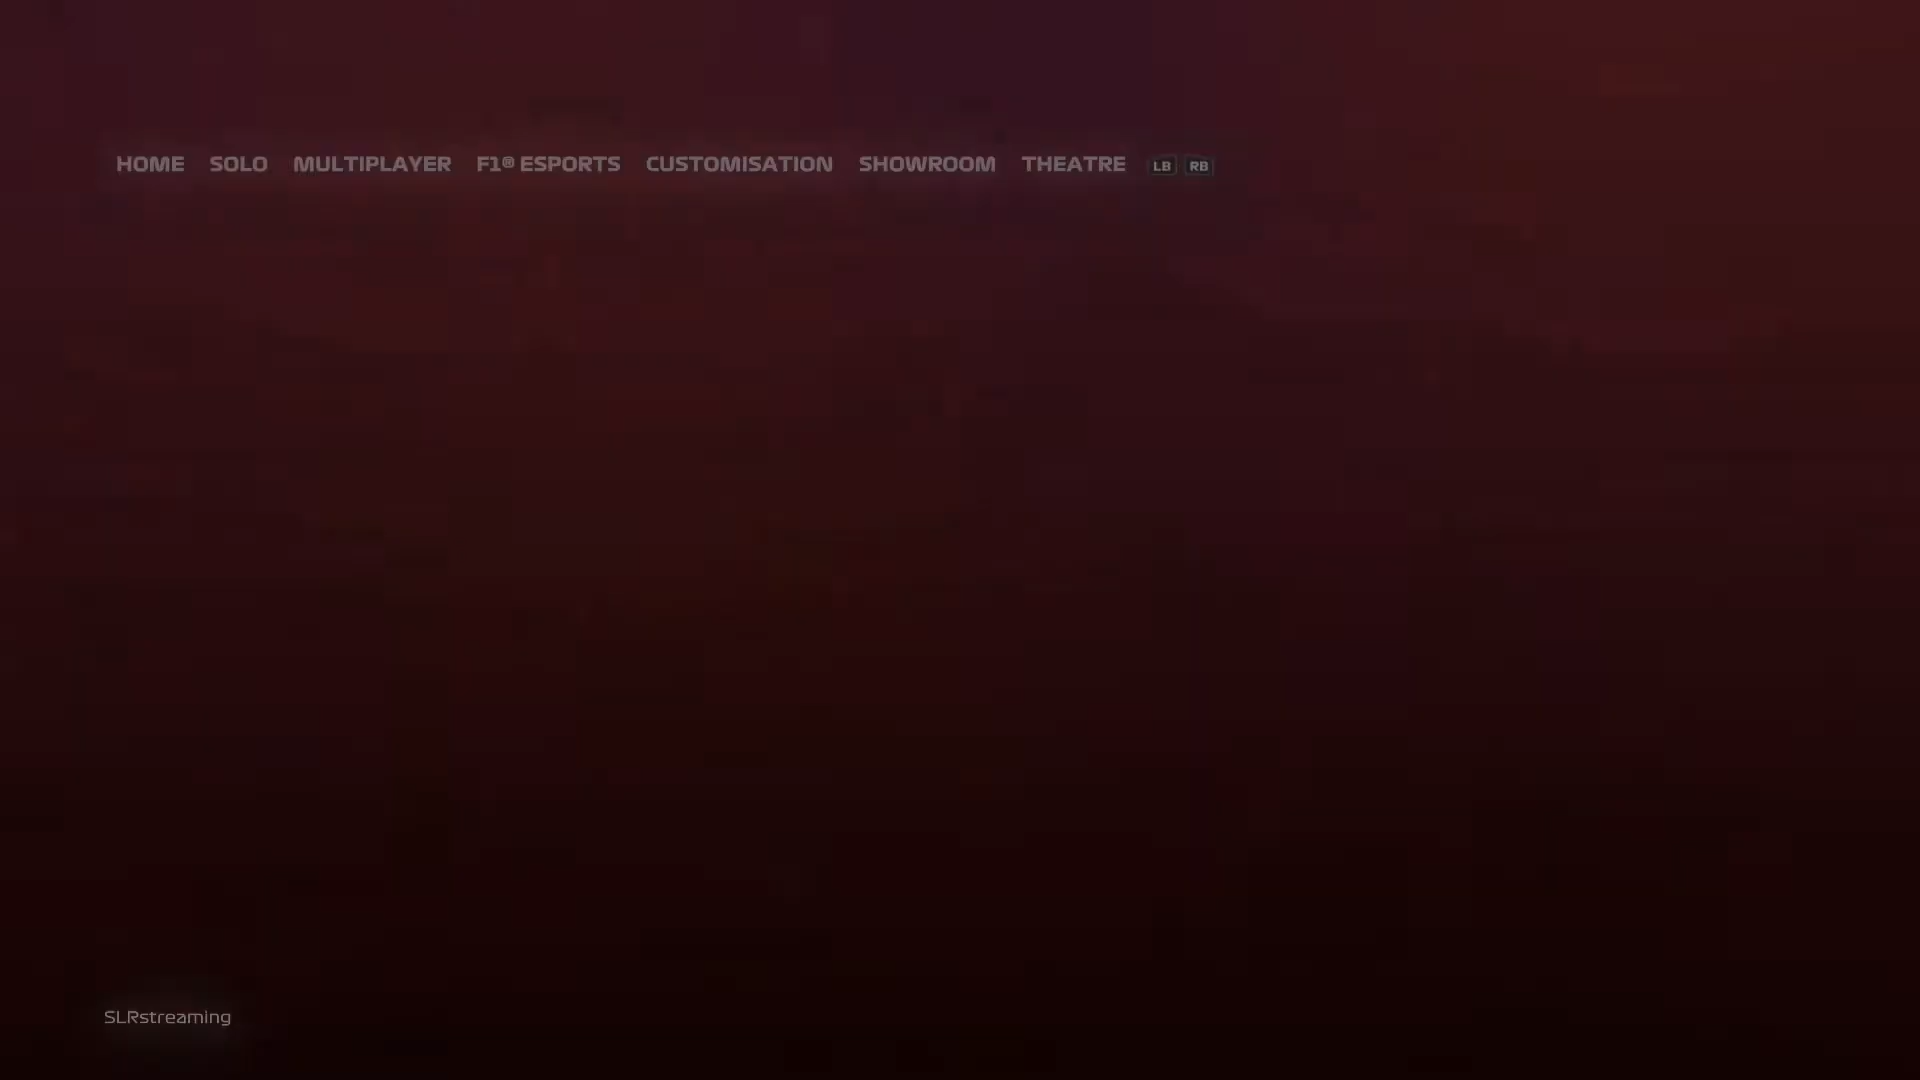 HOME SOLO MULTIPLAYER F1® ESPORTS CUSTOMISATION SHOWROOM THEATRE LB RB
SLRstreaming